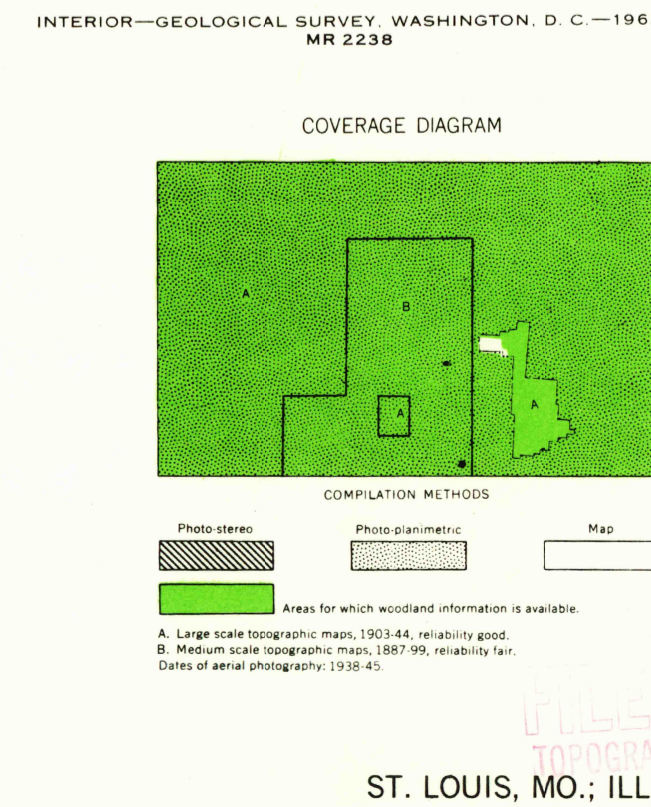 INTERIOR—GEOLOGICAL SURVEY, WASHINGTON, D. C.—196
MR 2238
COVERAGE DIAGRAM
A
B
A
A
COMPILATION METHODS
Photo-stereo Photo-planimetric Map
Areas for which woodland information is available.
A. Large scale topographic maps, 1903-44, reliability good.
B. Medium scale topographic maps, 1887-99, reliability fair.
Dates of aerial photography: 1938-45.
FILE
TOPOGRA
ST. LOUIS, MO.; ILL